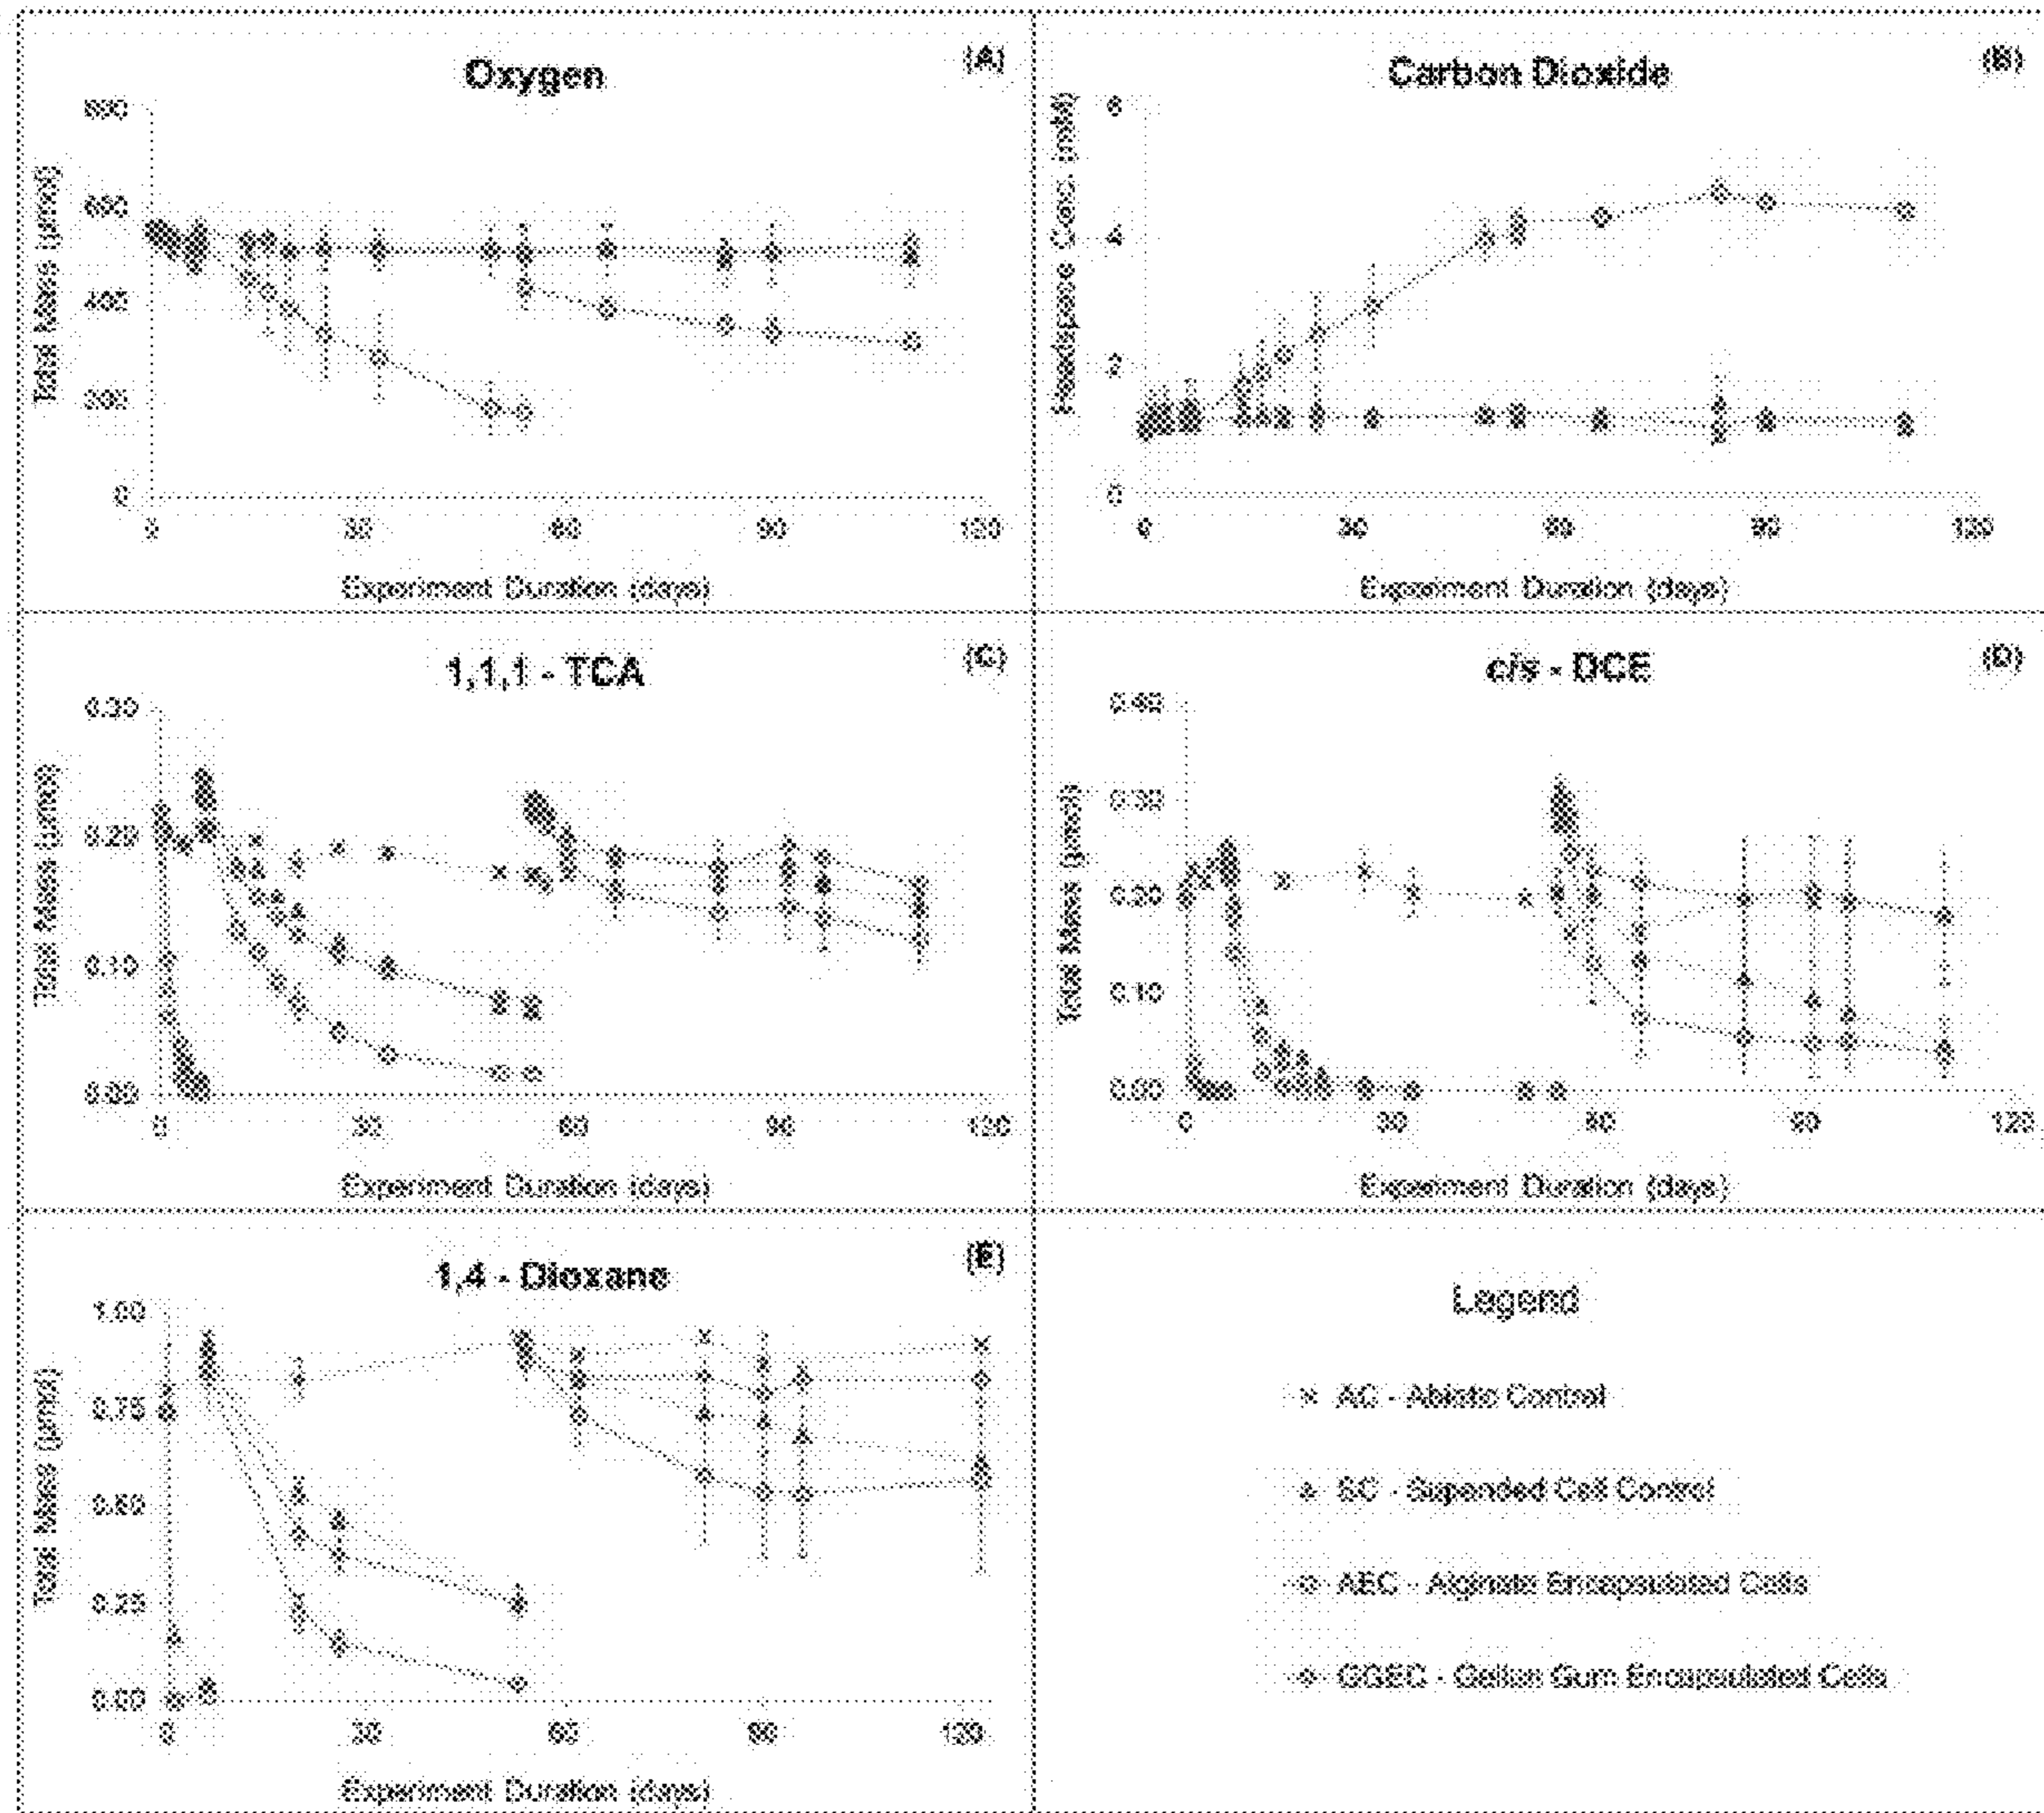 Oxygen
(A)
Total Mass (µmol)
800
600
400
200
0
0 30 60 90 120
Experiment Duration (days)
Carbon Dioxide
(B)
Headspace Conc. (mM)
6
4
2
0
0 30 60 90 120
Experiment Duration (days)
1,1,1 - TCA
(C)
Total Mass (µmol)
0.30
0.20
0.10
0.00
0 30 60 90 120
Experiment Duration (days)
cis - DCE
(D)
Total Mass (µmol)
0.40
0.30
0.20
0.10
0.00
0 30 60 90 120
Experiment Duration (days)
1,4 - Dioxane
(E)
Total Mass (µmol)
1.00
0.75
0.50
0.25
0.00
0 30 60 90 120
Experiment Duration (days)
Legend
AC - Abiotic Control
SC - Supended Cell Control
AEC - Alginate Encapsulated Cells
GGEC - Gellan Gum Encapsulated Cells